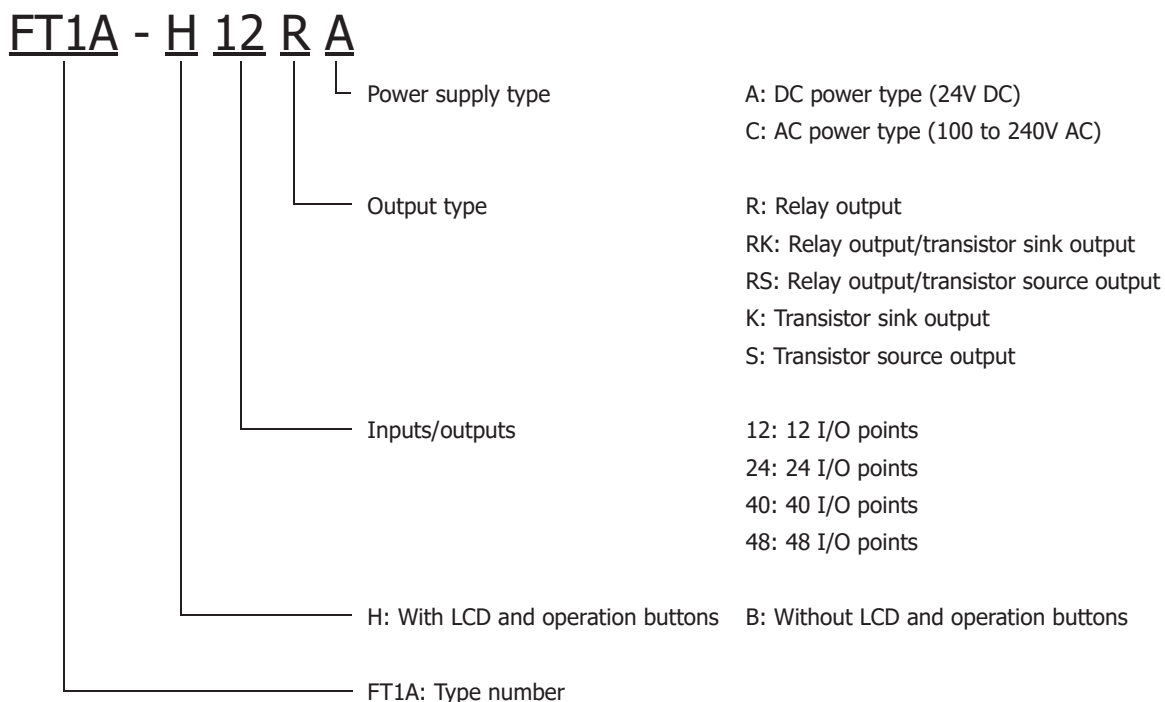 FT1A - H 12 R A
Power supply type A: DC power type (24V DC)
C: AC power type (100 to 240V AC)
Output type R: Relay output
RK: Relay output/transistor sink output
RS: Relay output/transistor source output
K: Transistor sink output
S: Transistor source output
Inputs/outputs 12: 12 I/O points
24: 24 I/O points
40: 40 I/O points
48: 48 I/O points
H: With LCD and operation buttons B: Without LCD and operation buttons
FT1A: Type number